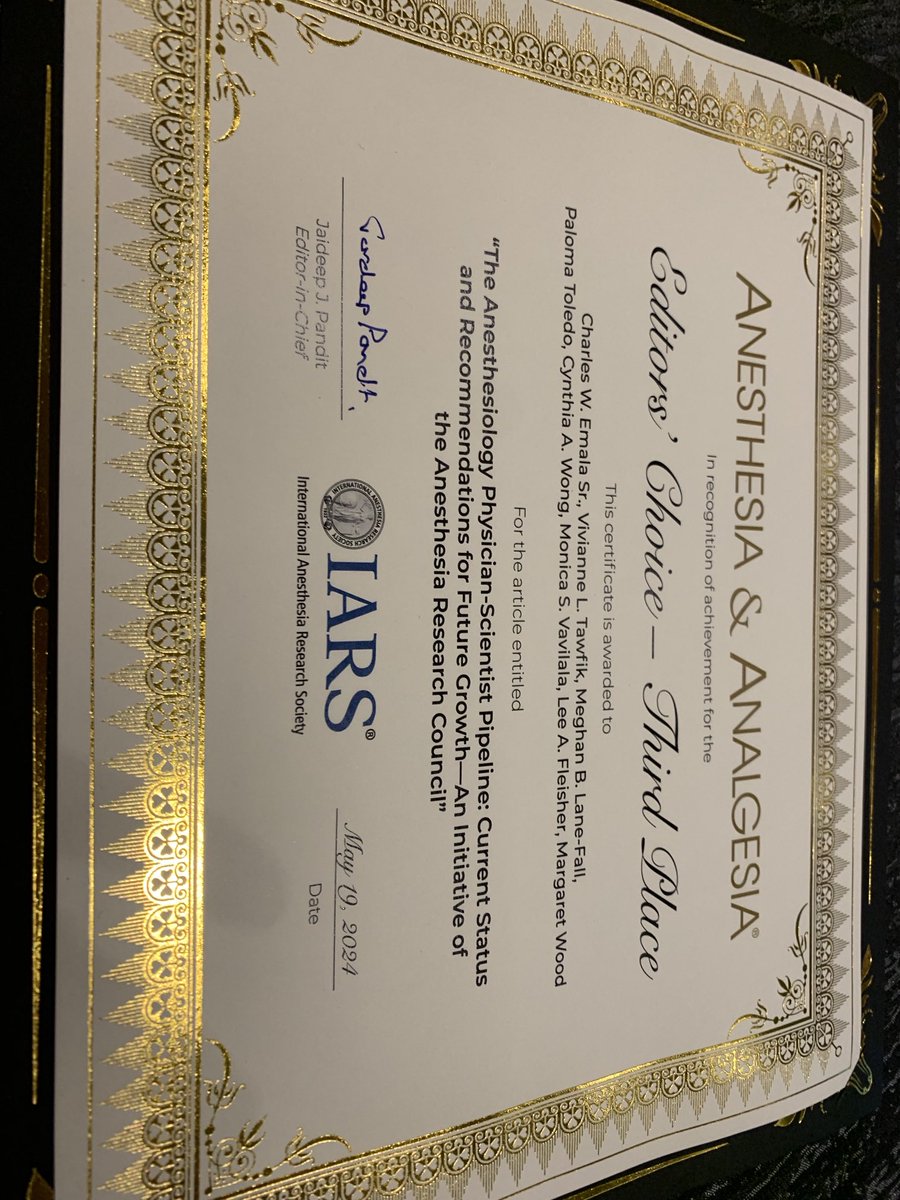 ANESTHESIA & ANALGESIA®
In recognition of achievement for the
Editors' Choice – Third Place
This certificate is awarded to
Charles W. Emala Sr., Vivianne L. Tawfik, Meghan B. Lane-Fall,
Paloma Toledo, Cynthia A. Wong, Monica S. Vavilala, Lee A. Fleisher, Margaret Wood
For the article entitled
“The Anesthesiology Physician-Scientist Pipeline: Current Status
and Recommendations for Future Growth—An Initiative of
the Anesthesia Research Council”
Jaideep J. Pandit
Editor-in-Chief
INTERNATIONAL ANESTHESIA RESEARCH SOCIETY
IARS®
International Anesthesia Research Society
May 19, 2024
Date